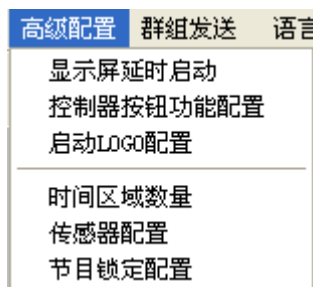 高级配置 群组发送 语言
显示屏延时启动
控制器按钮功能配置
启动LOGO配置
时间区域数量
传感器配置
节目锁定配置